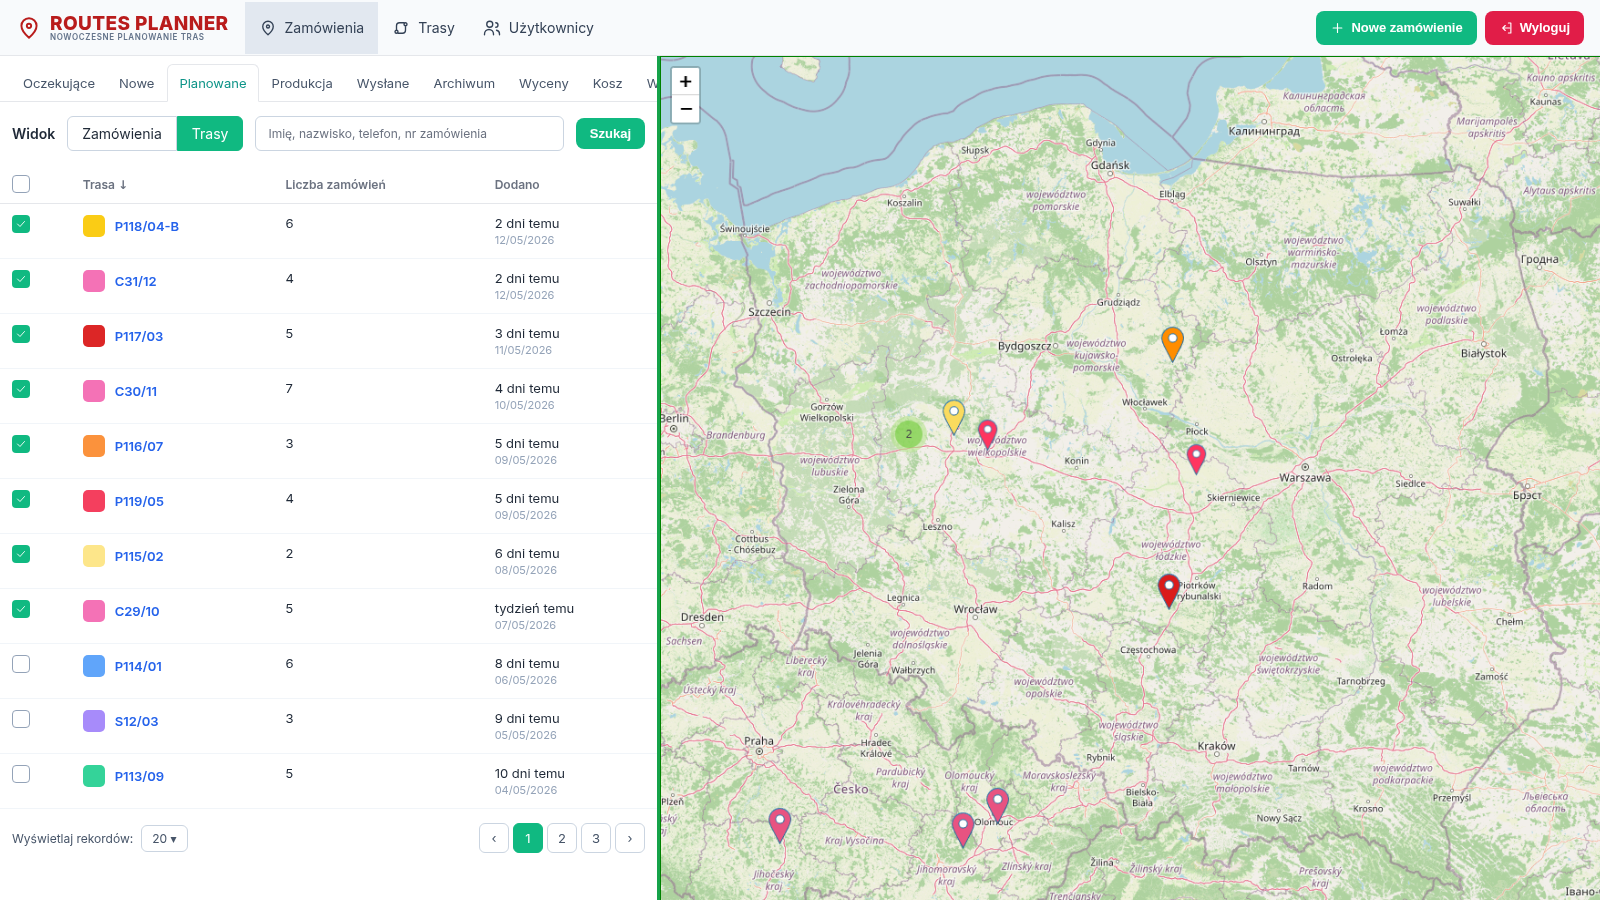 ROUTES PLANNER
NOWOCZESNE PLANOWANIE TRAS
Zamówienia
Trasy
Użytkownicy
Nowe zamówienie
Wyloguj
Oczekujące
Nowe
Planowane
Produkcja
Wysłane
Archiwum
Wyceny
Kosz
W
Widok
Zamówienia
Trasy
Imię, nazwisko, telefon, nr zamówienia
Szukaj
Trasa ↓
Liczba zamówień
Dodano
P118/04-B
6
2 dni temu
12/05/2026
C31/12
4
2 dni temu
12/05/2026
P117/03
5
3 dni temu
11/05/2026
C30/11
7
4 dni temu
10/05/2026
P116/07
3
5 dni temu
09/05/2026
P119/05
4
5 dni temu
09/05/2026
P115/02
2
6 dni temu
08/05/2026
C29/10
5
tydzień temu
07/05/2026
P114/01
6
8 dni temu
06/05/2026
S12/03
3
9 dni temu
05/05/2026
P113/09
5
10 dni temu
04/05/2026
Wyświetlaj rekordów:
20 ▾
‹
1
2
3
›
+
−
Калининградская
область
Kauno apskritis
Kaunas
Marijampolės
apskritis
Калининград
Gdynia
Słupsk
Gdańsk
Elbląg
Alytaus apskritis
Suwałki
województwo
pomorskie
Koszalin
Świnoujście
województwo
warmińsko-
mazurskie
Olsztyn
Гродна
województwo
zachodniopomorskie
Szczecin
Grudziądz
województwo
podlaskie
Łomża
Bydgoszcz
województwo
kujawsko-
pomorskie
Ostrołęka
Białystok
Włocławek
Gorzów
Wielkopolski
Berlin
Brandenburg
2
województwo
wielkopolskie
Płock
województwo
lubuskie
Konin
Warszawa
Siedlce
Брэст
Zielona
Góra
Skierniewice
Leszno
Kalisz
Cottbus
- Chóśebuz
województwo
łódzkie
Piotrków
Trybunalski
Radom
województwo
lubelskie
Legnica
Wrocław
Dresden
Chełm
Sachsen
województwo
dolnośląskie
Jelenia
Góra
Wałbrzych
Częstochowa
Liberecký
kraj
województwo
świętokrzyskie
Zamość
Tarnobrzeg
Ústecký kraj
województwo
opolskie
Královéhradecký
kraj
województwo
śląskie
Praha
Hradec
Králové
Kraków
Rybnik
Tarnów
Pardubický
kraj
Olomoucký
kraj
Moravskoslezský
kraj
województwo
małopolskie
województwo
podkarpackie
Česko
Bielsko-
Biała
Plzeň
Przemyśl
Львівська
область
Krosno
Nowy Sącz
Olomouc
Kraj Vysočina
Jihomoravský
kraj
Zlínský kraj
Žilina
Žilinský kraj
Jihočeský
kraj
Prešovský
kraj
Trenčiansky
kraj